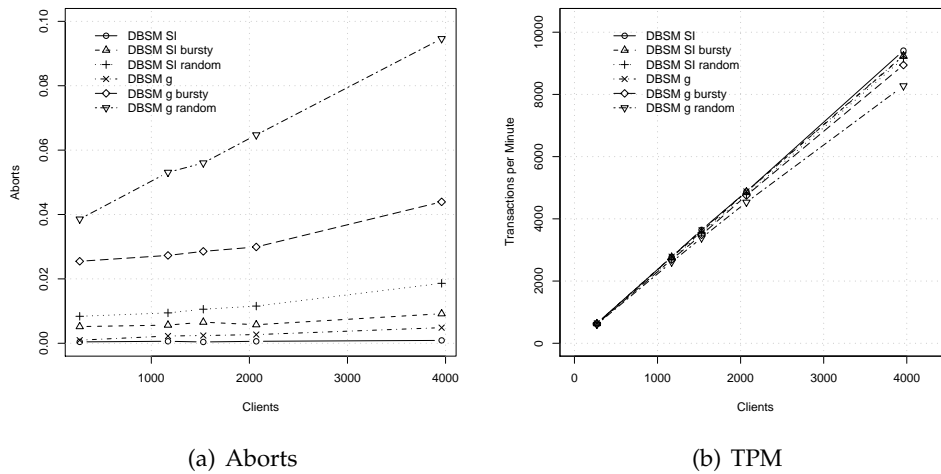 0.10
0.08
0.06
0.04
0.02
0.00
Aborts
DBSM SI
DBSM SI bursty
DBSM SI random
DBSM g
DBSM g bursty
DBSM g random
1000 2000 3000 4000
Clients
(a) Aborts
10000
8000
6000
4000
2000
0
Transactions per Minute
DBSM SI
DBSM SI bursty
DBSM SI random
DBSM g
DBSM g bursty
DBSM g random
0 1000 2000 3000 4000
Clients
(b) TPM